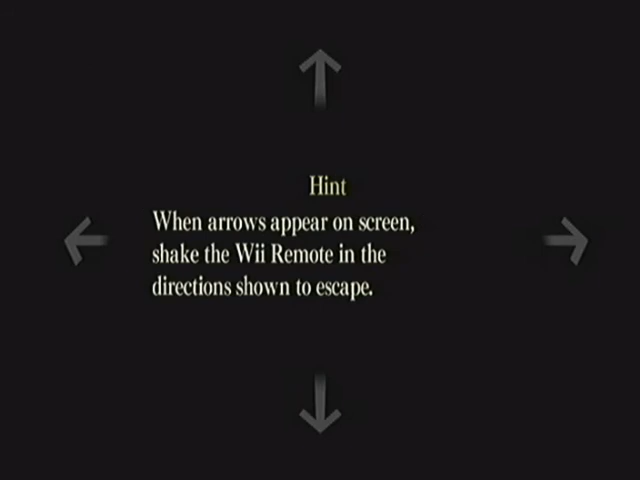 Hint
When arrows appear on screen,
shake the Wii Remote in the
directions shown to escape.